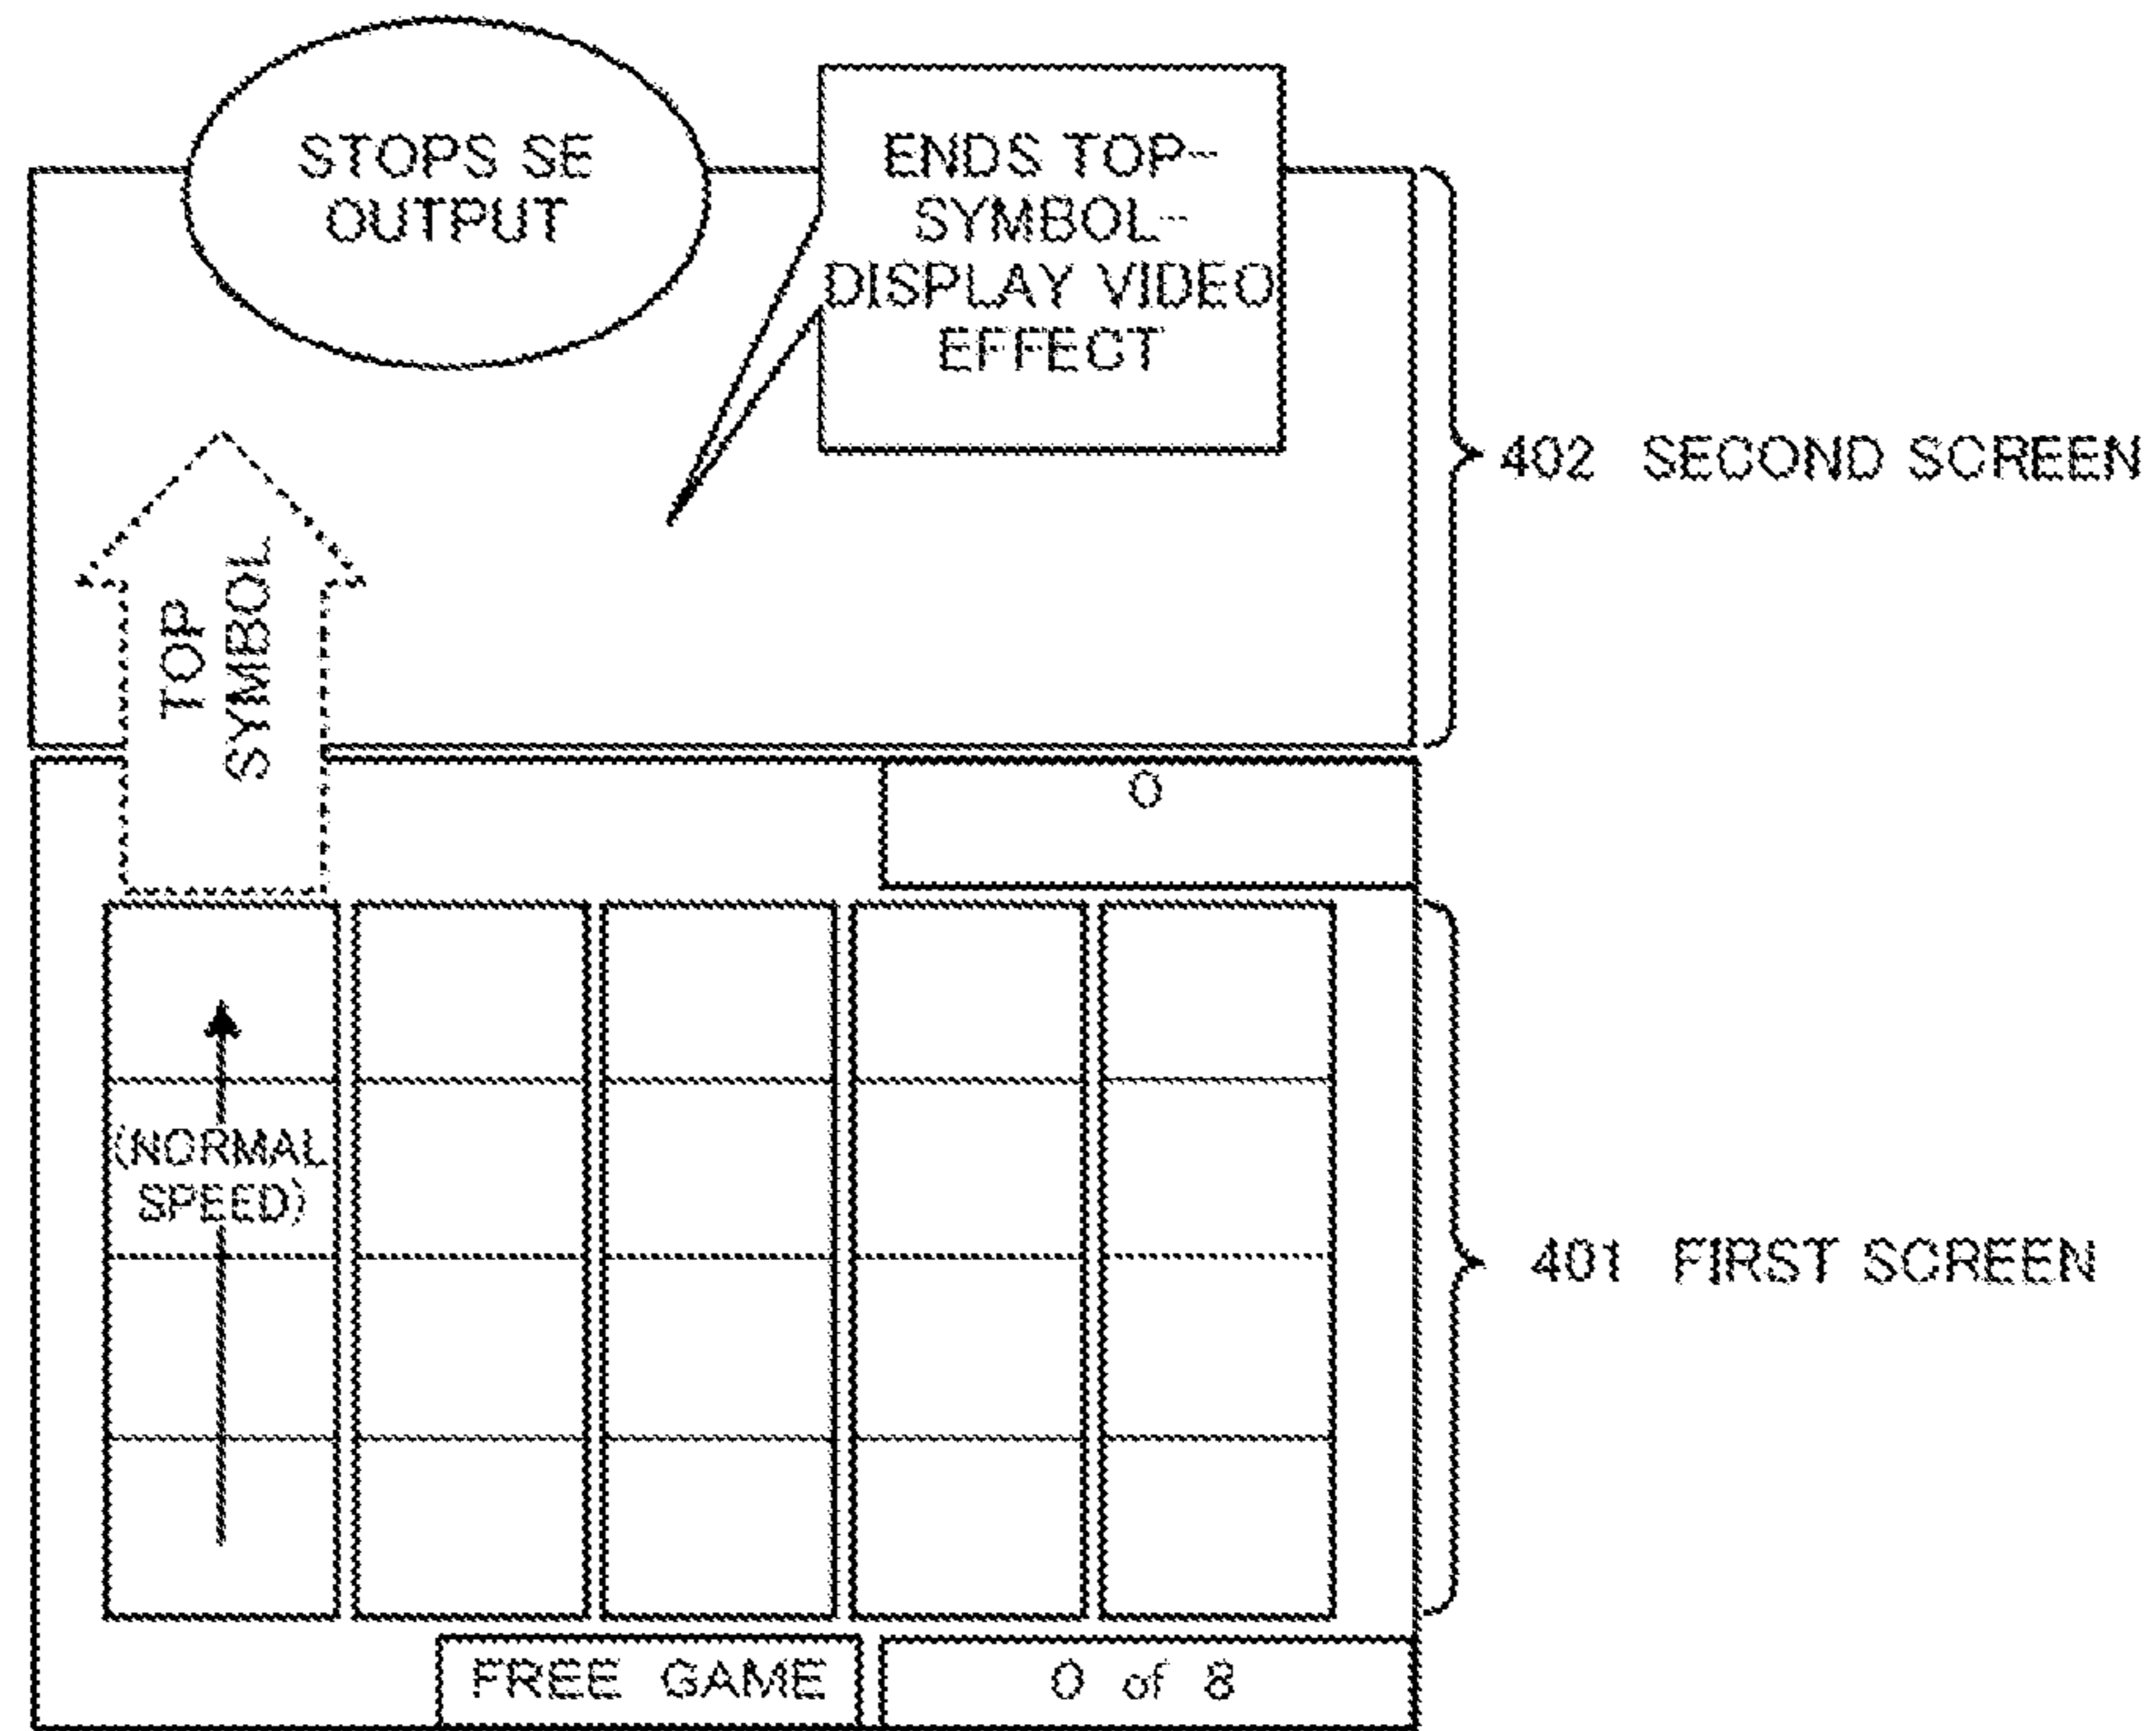 STOPS SE
OUTPUT
ENDS TOP-
SYMBOL-
DISPLAY VIDEO
EFFECT
402 SECOND SCREEN
TOP
SYMBOL
0
(NORMAL
SPEED)
401 FIRST SCREEN
FREE GAME
0 of 8